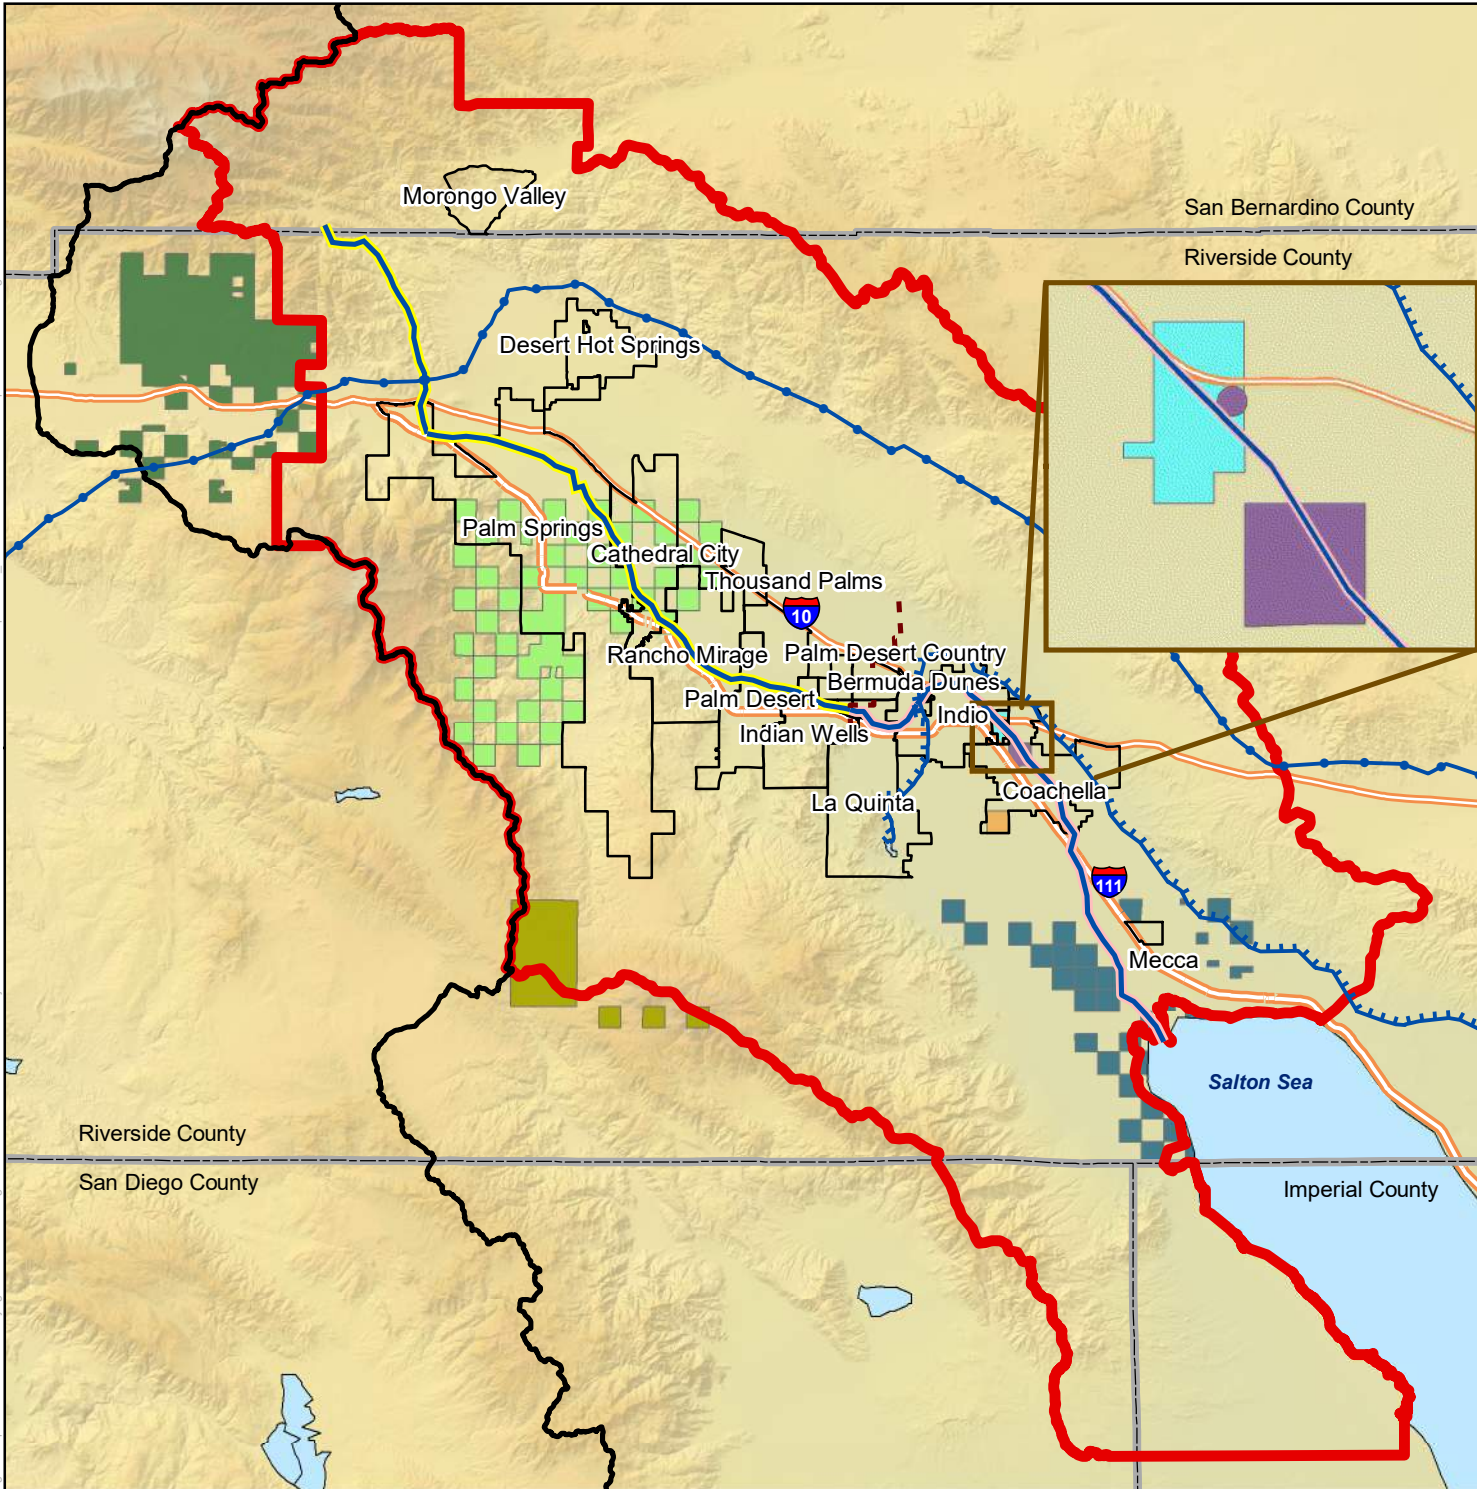 Morongo Valley
San Bernardino County
Riverside County
Desert Hot Springs
Palm Springs
Cathedral City
Thousand Palms
10
Rancho Mirage
Palm Desert Country
Bermuda Dunes
Palm Desert
Indio
Indian Wells
Coachella
La Quinta
111
Mecca
Salton Sea
Riverside County
San Diego County
Imperial County